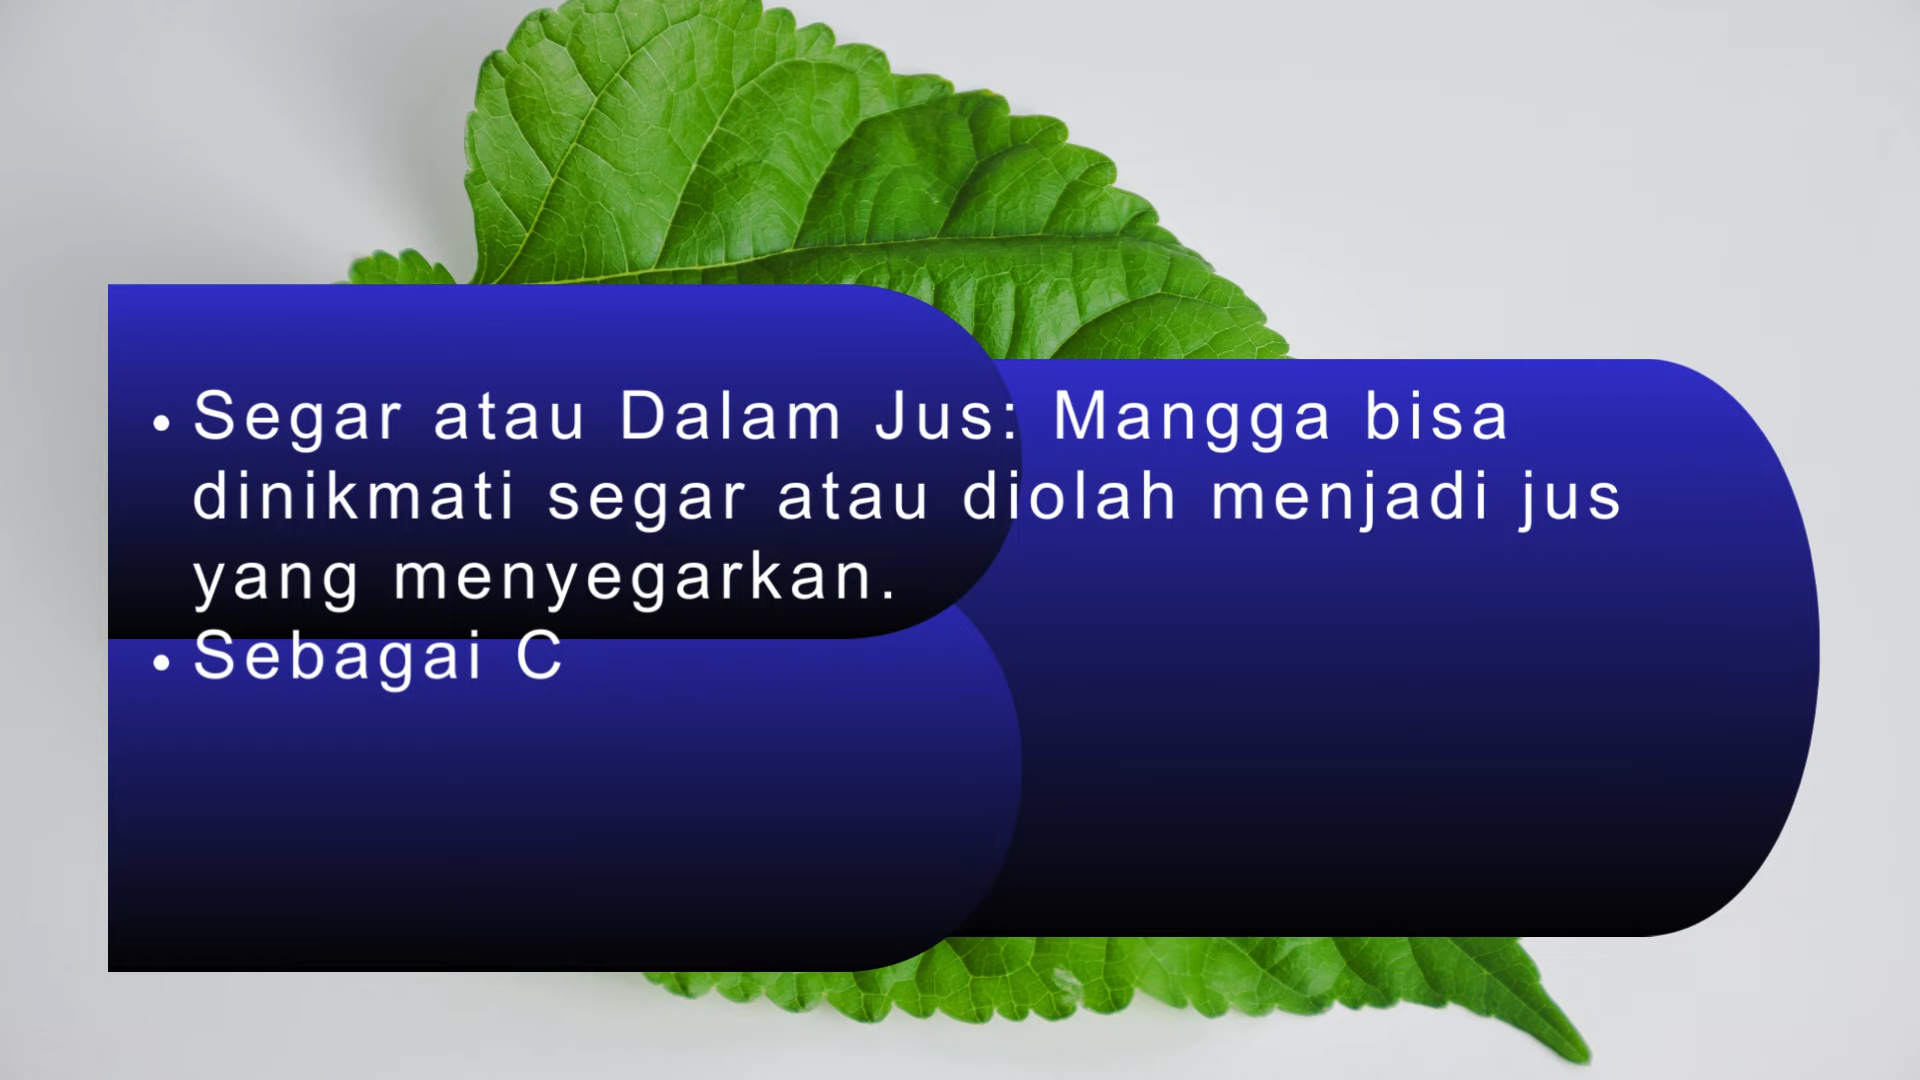 • Segar atau Dalam Jus: Mangga bisa
dinikmati segar atau diolah menjadi jus
yang menyegarkan.
• Sebagai C